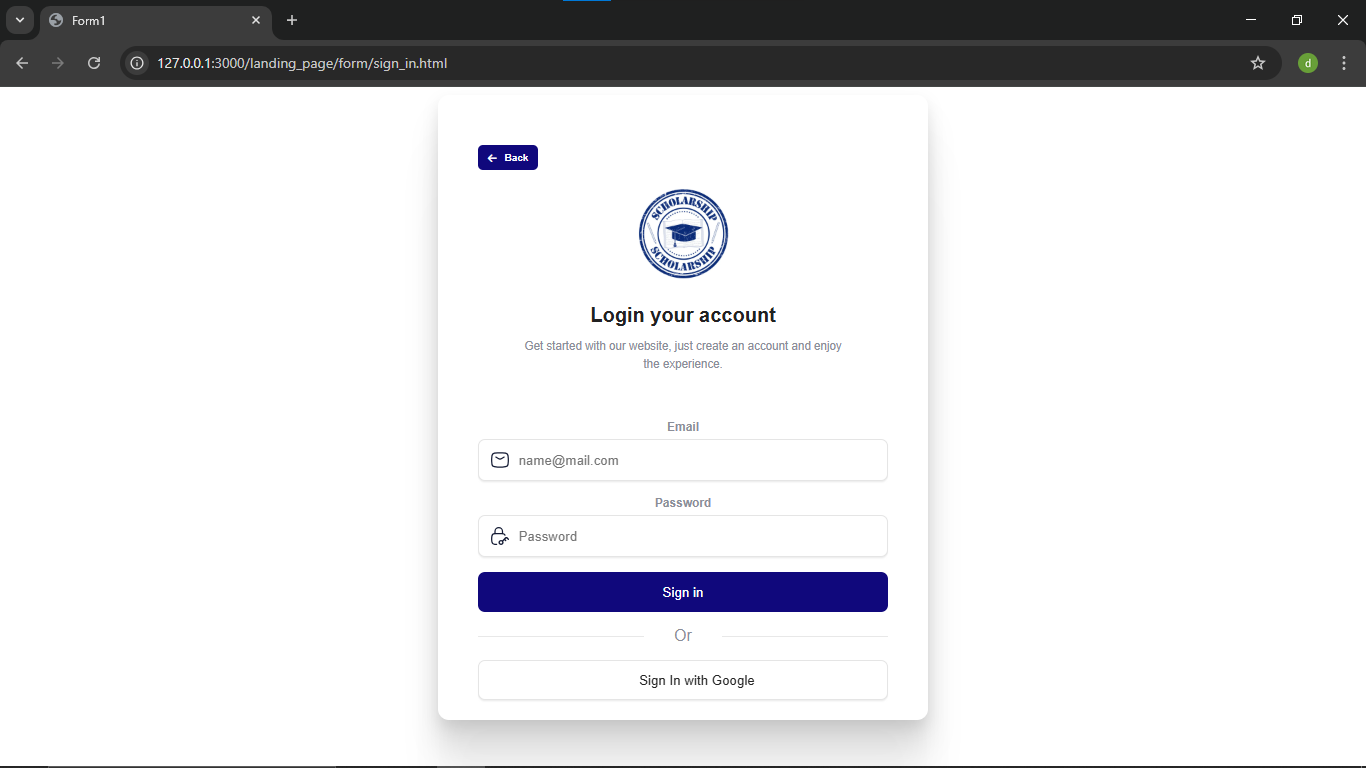 Form1
127.0.0.1:3000/landing_page/form/sign_in.html
d
Back
SCHOLARSHIP
SCHOLARSHIP
Login your account
Get started with our website, just create an account and enjoy
the experience.
Email
name@mail.com
Password
Password
Sign in
Or
Sign In with Google